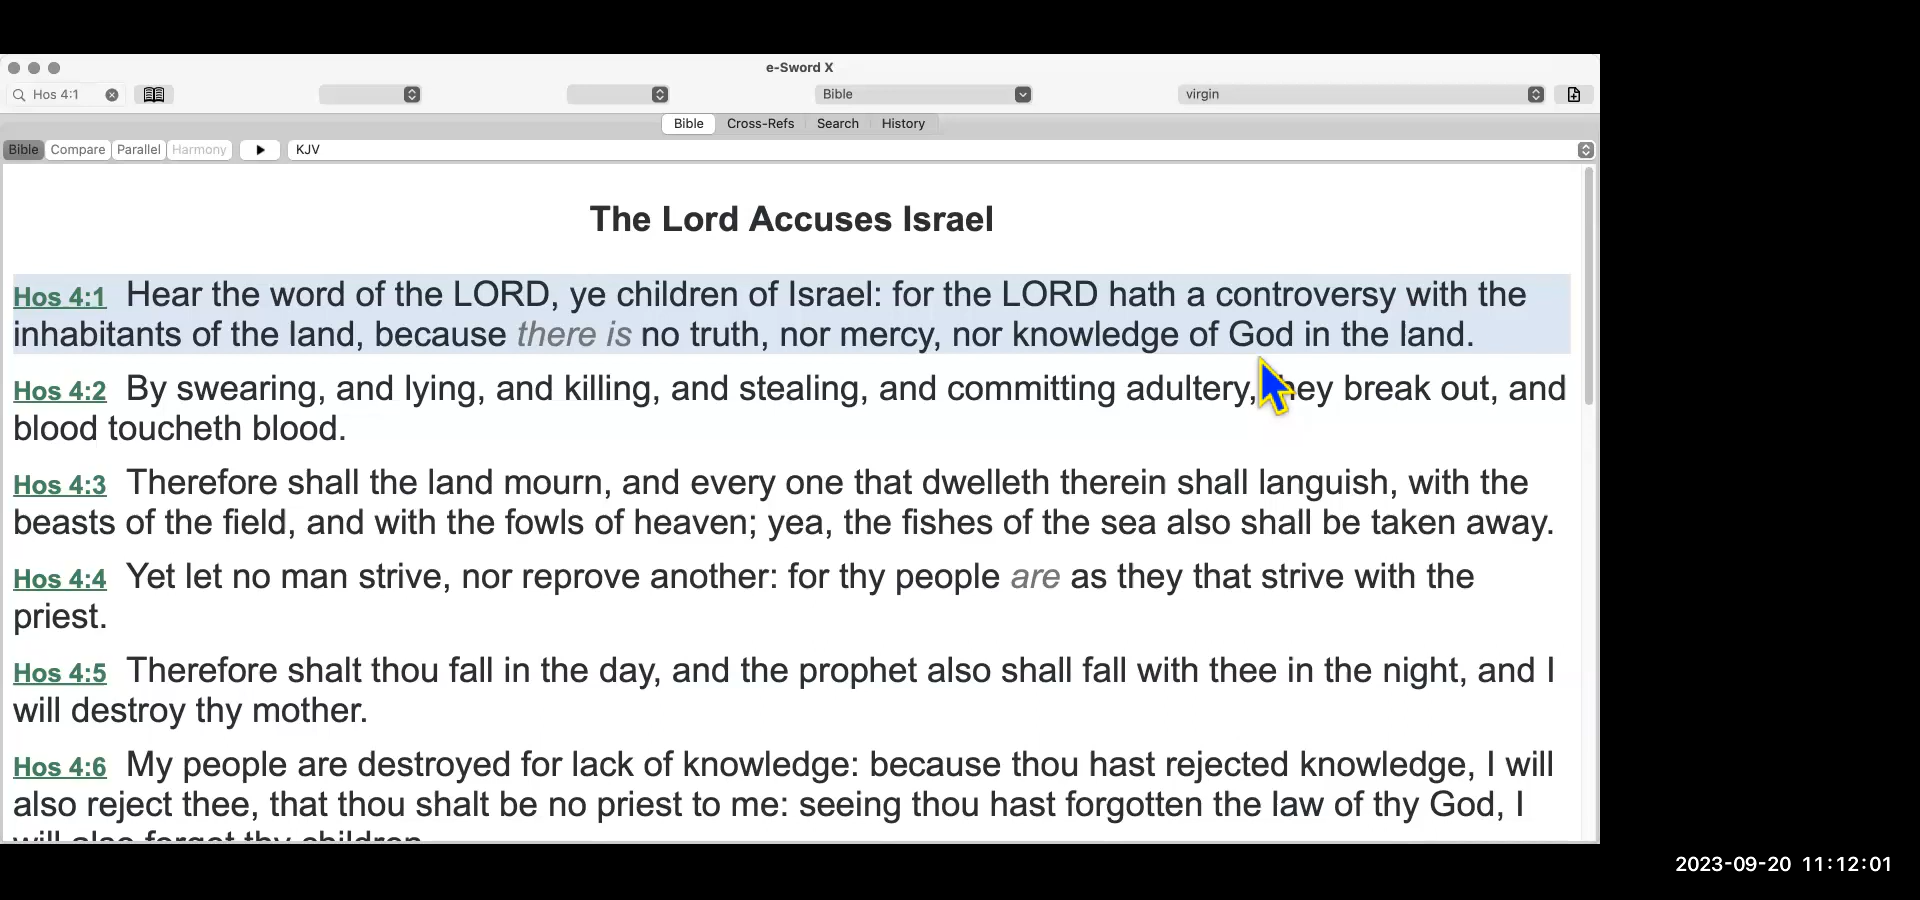 e-Sword X
Hos 4:1 Bible virgin
Bible Cross-Refs Search History
Bible Compare Parallel Harmony KJV
The Lord Accuses Israel
Hos 4:1 Hear the word of the LORD, ye children of Israel: for the LORD hath a controversy with the
inhabitants of the land, because there is no truth, nor mercy, nor knowledge of God in the land.
Hos 4:2 By swearing, and lying, and killing, and stealing, and committing adultery, they break out, and
blood toucheth blood.
Hos 4:3 Therefore shall the land mourn, and every one that dwelleth therein shall languish, with the
beasts of the field, and with the fowls of heaven; yea, the fishes of the sea also shall be taken away.
Hos 4:4 Yet let no man strive, nor reprove another: for thy people are as they that strive with the
priest.
Hos 4:5 Therefore shalt thou fall in the day, and the prophet also shall fall with thee in the night, and I
will destroy thy mother.
Hos 4:6 My people are destroyed for lack of knowledge: because thou hast rejected knowledge, I will
also reject thee, that thou shalt be no priest to me: seeing thou hast forgotten the law of thy God, I
will also forget thy children.
2023-09-20 11:12:01